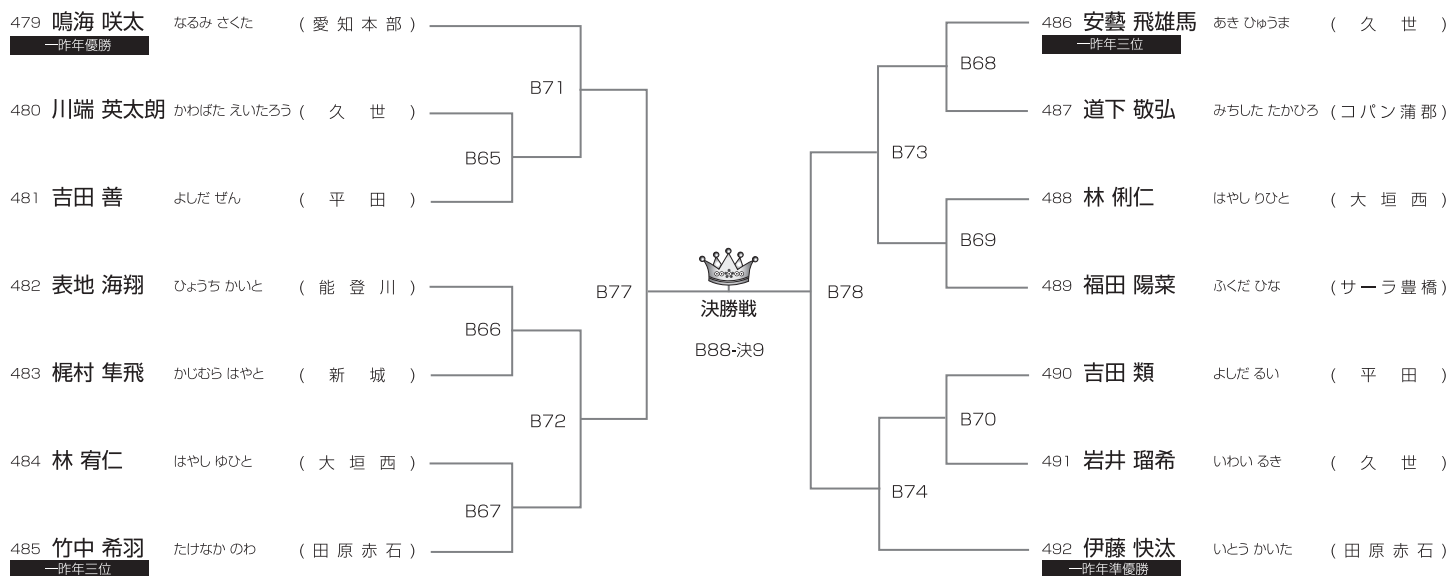 479 鳴海 咲太 なるみ さくた (愛知本部)
一昨年優勝
480 川端 英太朗 かわばた えいたろう (久世)
481 吉田 善 よしだ ぜん (平田)
482 表地 海翔 ひょうち かいと (能登川)
483 梶村 隼飛 かじむら はやと (新城)
484 林 宥仁 はやし ゆひと (大垣西)
485 竹中 希羽 たけなか のわ (田原赤石)
一昨年三位
B71
B65
B77
B66
B72
B67
決勝戦
B88-決9
B68
B73
B69
B78
B70
B74
486 安藝 飛雄馬 あき ひゅうま (久世)
一昨年三位
487 道下 敬弘 みちした たかひろ (コパン蒲郡)
488 林 俐仁 はやし りひと (大垣西)
489 福田 陽菜 ふくだ ひな (サーラ豊橋)
490 吉田 類 よしだ るい (平田)
491 岩井 瑠希 いわい るき (久世)
492 伊藤 快汰 いとう かいた (田原赤石)
一昨年準優勝